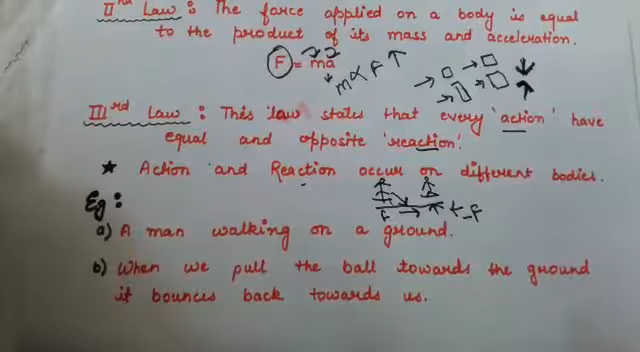 IInd Law : The force applied on a body is equal
to the product of its mass and acceleration.
F = ma
m ∝ F ↑
IIIrd Law : This law states that every 'action' have
equal and opposite 'reaction'.
★ Action and Reaction occur on different bodies.
Eg :
F → ← -F
a) A man walking on a ground.
b) When we pull the ball towards the ground
it bounces back towards us.